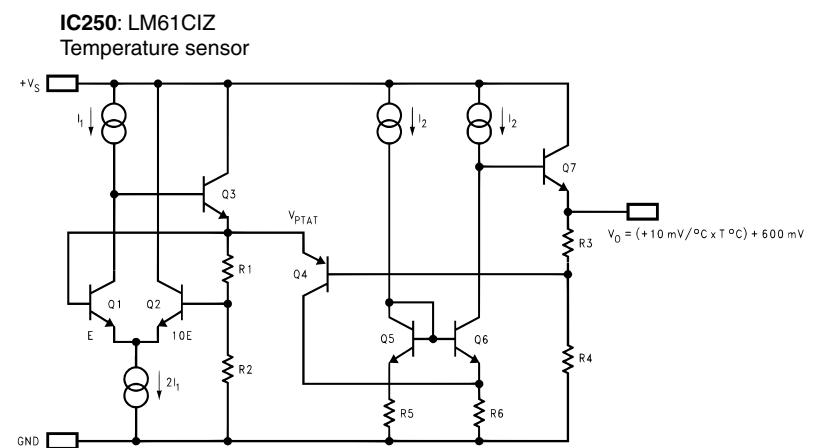 IC250: LM61CIZ
Temperature sensor
+VS
I1
I2
I2
Q7
Q3
VPTAT
VO = (+10 mV/°C x T °C) + 600 mV
R3
R1
Q4
Q1
Q2
E
10E
Q5
Q6
R4
R2
2I1
R5
R6
GND